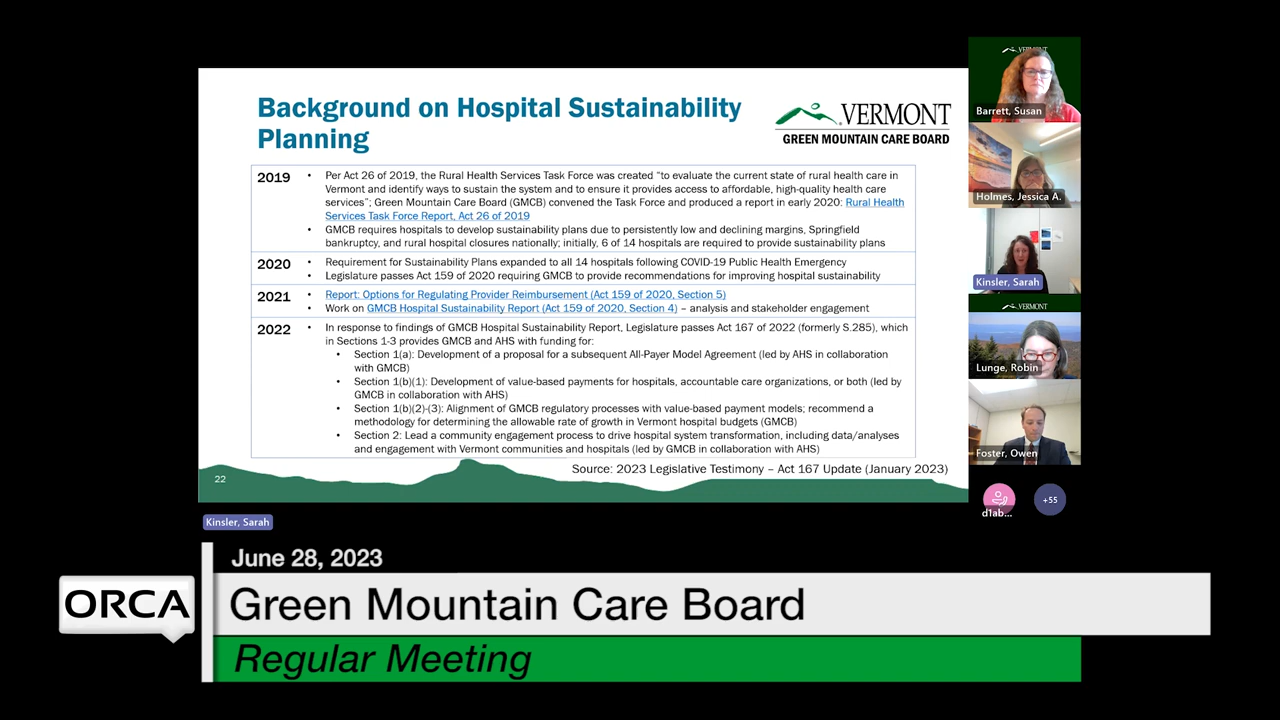 Background on Hospital Sustainability
Planning
VERMONT
GREEN MOUNTAIN CARE BOARD
2019
• Per Act 26 of 2019, the Rural Health Services Task Force was created “to evaluate the current state of rural health care in
Vermont and identify ways to sustain the system and to ensure it provides access to affordable, high-quality health care
services”; Green Mountain Care Board (GMCB) convened the Task Force and produced a report in early 2020: Rural Health
Services Task Force Report, Act 26 of 2019
• GMCB requires hospitals to develop sustainability plans due to persistently low and declining margins, Springfield
bankruptcy, and rural hospital closures nationally; initially, 6 of 14 hospitals are required to provide sustainability plans
2020
• Requirement for Sustainability Plans expanded to all 14 hospitals following COVID-19 Public Health Emergency
• Legislature passes Act 159 of 2020 requiring GMCB to provide recommendations for improving hospital sustainability
2021
• Report: Options for Regulating Provider Reimbursement (Act 159 of 2020, Section 5)
• Work on GMCB Hospital Sustainability Report (Act 159 of 2020, Section 4) – analysis and stakeholder engagement
2022
• In response to findings of GMCB Hospital Sustainability Report, Legislature passes Act 167 of 2022 (formerly S.285), which
in Sections 1-3 provides GMCB and AHS with funding for:
• Section 1(a): Development of a proposal for a subsequent All-Payer Model Agreement (led by AHS in collaboration
with GMCB)
• Section 1(b)(1): Development of value-based payments for hospitals, accountable care organizations, or both (led by
GMCB in collaboration with AHS)
• Section 1(b)(2)-(3): Alignment of GMCB regulatory processes with value-based payment models; recommend a
methodology for determining the allowable rate of growth in Vermont hospital budgets (GMCB)
• Section 2: Lead a community engagement process to drive hospital system transformation, including data/analyses
and engagement with Vermont communities and hospitals (led by GMCB in collaboration with AHS)
Source: 2023 Legislative Testimony – Act 167 Update (January 2023)
22
Barrett, Susan
Holmes, Jessica A.
Kinsler, Sarah
VERMONT
Lunge, Robin
Foster, Owen
d1ab...
+55
Kinsler, Sarah
June 28, 2023
ORCA
Green Mountain Care Board
Regular Meeting